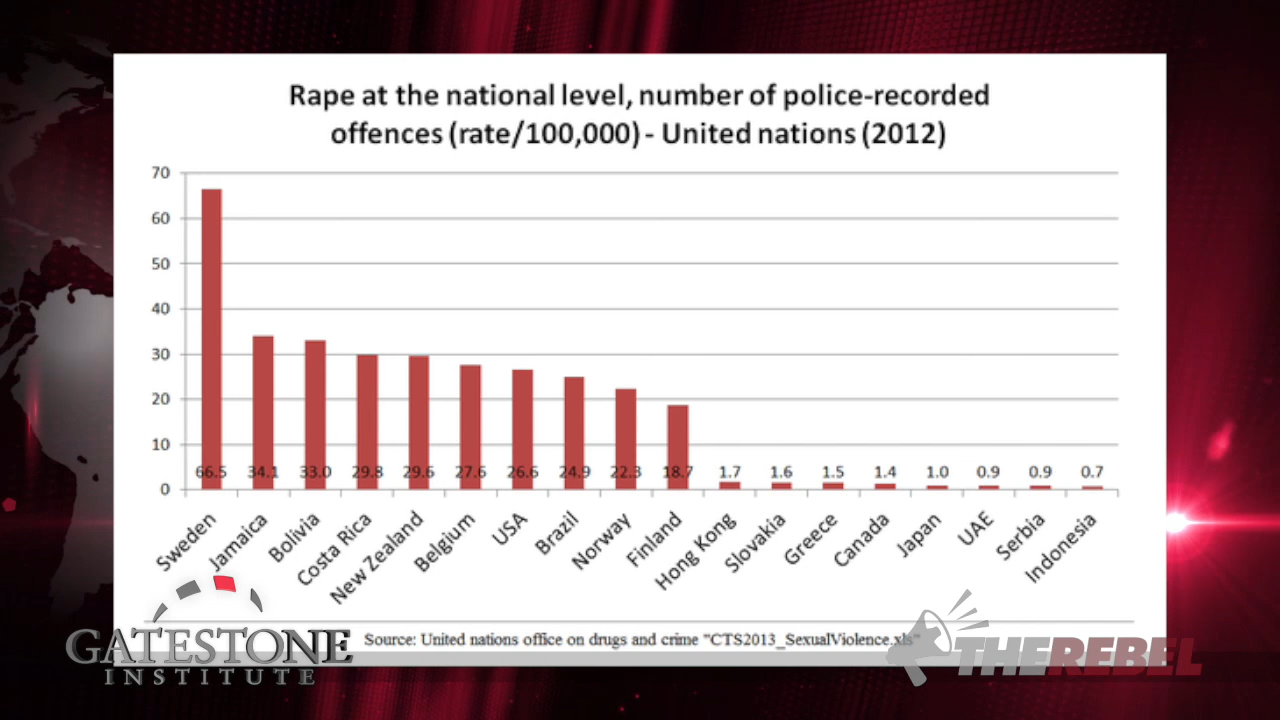 Rape at the national level, number of police-recorded
offences (rate/100,000) - United nations (2012)
70
60
50
40
30
20
10
0
66.5 34.1 33.0 29.8 29.6 27.6 26.6 24.9 22.3 18.7 1.7 1.6 1.5 1.4 1.0 0.9 0.9 0.7
Sweden Jamaica Bolivia Costa Rica New Zealand Belgium USA Brazil Norway Finland Hong Kong Slovakia Greece Canada Japan UAE Serbia Indonesia
Source: United nations office on drugs and crime "CTS2013_SexualViolence.xls"
GATESTONE
INSTITUTE
THEREBEL